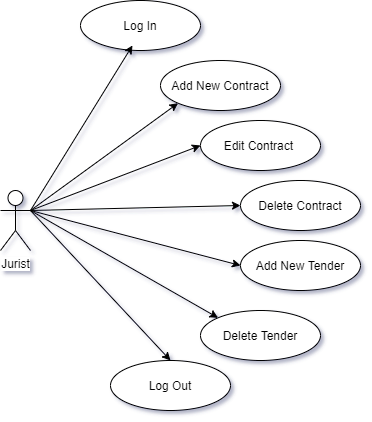 Log In
Add New Contract
Edit Contract
Delete Contract
Jurist
Add New Tender
Delete Tender
Log Out